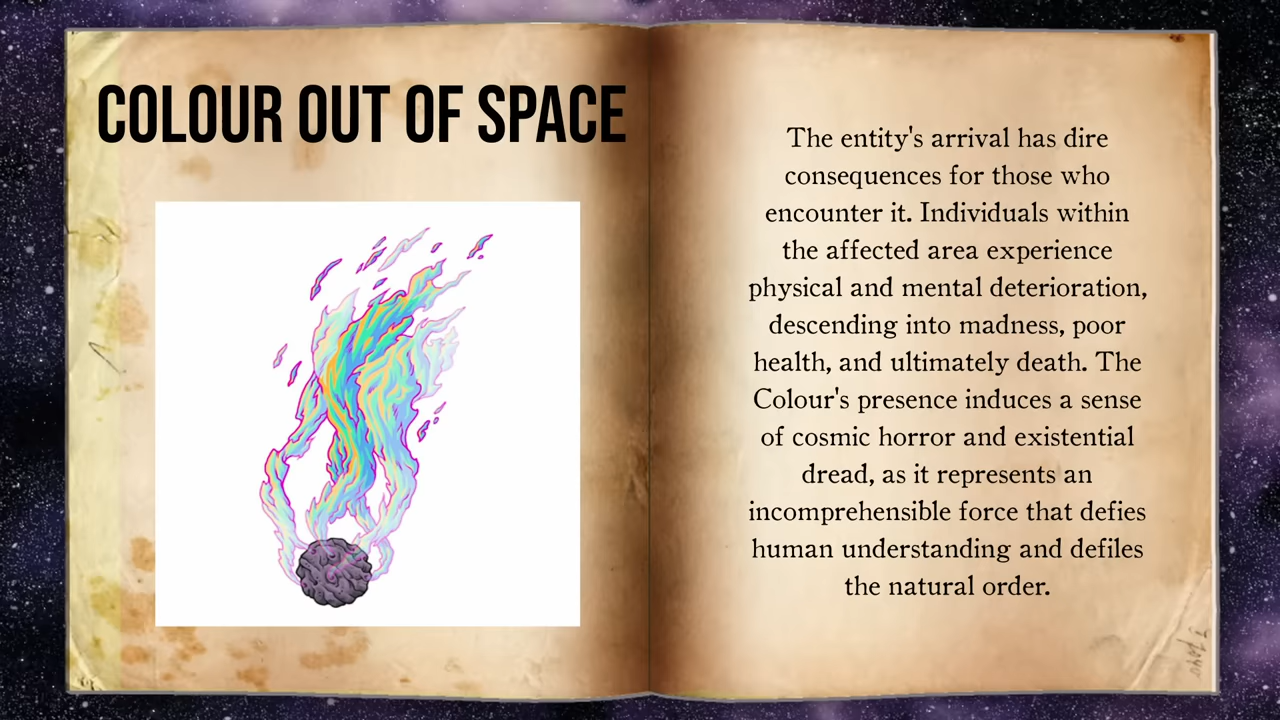 COLOUR OUT OF SPACE
The entity's arrival has dire
consequences for those who
encounter it. Individuals within
the affected area experience
physical and mental deterioration,
descending into madness, poor
health, and ultimately death. The
Colour's presence induces a sense
of cosmic horror and existential
dread, as it represents an
incomprehensible force that defies
human understanding and defiles
the natural order.